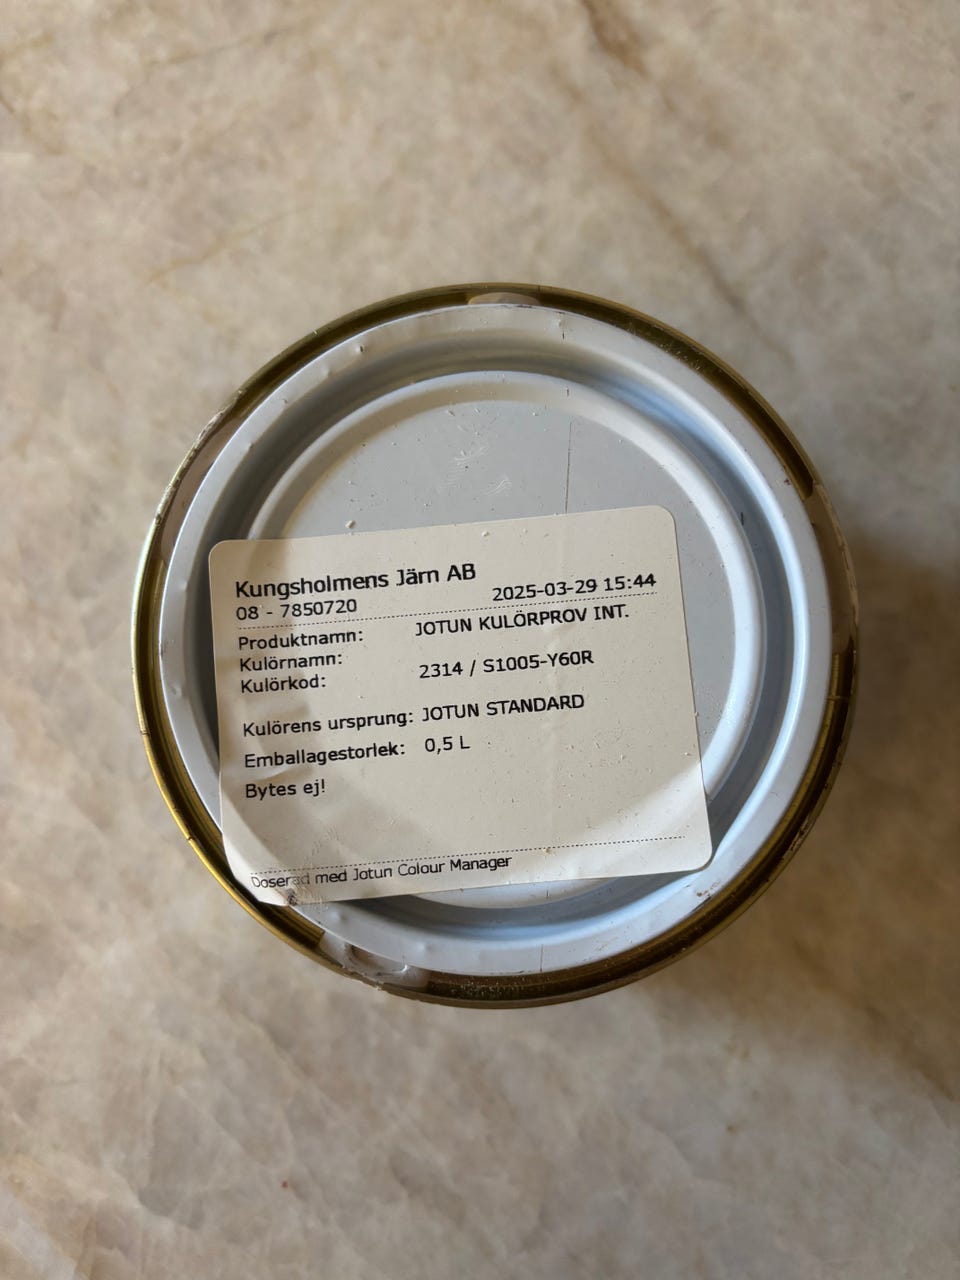 Kungsholmens Järn AB
08 - 7850720 2025-03-29 15:44
Produktnamn: JOTUN KULÖRPROV INT.
Kulörnamn:
Kulörkod: 2314 / S1005-Y60R
Kulörens ursprung: JOTUN STANDARD
Emballagestorlek: 0,5 L
Bytes ej!
Doserad med Jotun Colour Manager